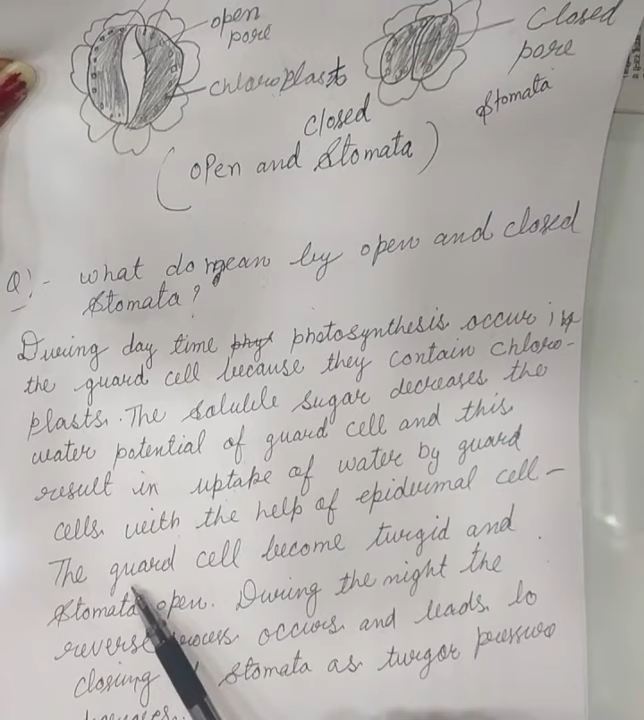 open
pore
Closed
pore
chloroplast
Stomata
closed
(open and Stomata)
Q:- what do mean by open and closed
Stomata?
During day time photosynthesis occur in
the guard cell because they contain chloro-
plasts. The soluble sugar decreases the
water potential of guard cell and this
result in uptake of water by guard
cells with the help of epidermal cell-
The guard cell become turgid and
Stomata open. During the night the
reverse process occurs and leads to
closing stomata as turgor pressure